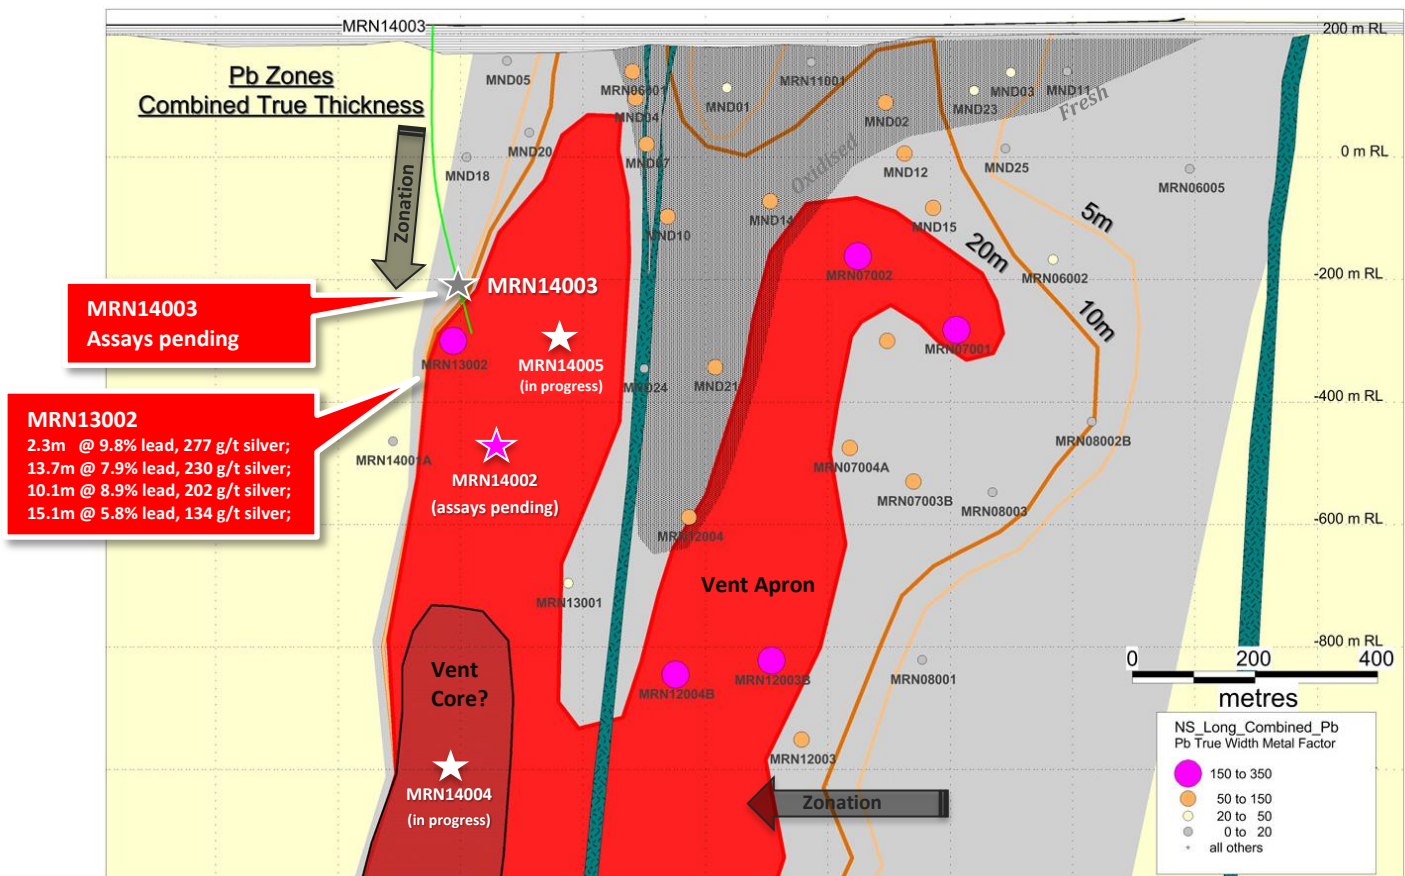 MRN14003
200 m RL
Pb Zones
Combined True Thickness
MND05
MRN06001
MND04
MND01
MRN11001
MND02
MND23
MND03
MND11
Fresh
Oxidised
MND20
MND18
MND07
MND12
MND25
0 m RL
MRN06005
Zonation
MND10
MND14
MND15
5m
20m
10m
MRN07002
MRN06002
-200 m RL
MRN14003
MRN14003
Assays pending
MRN13002
MRN14005
(in progress)
MRN07001
MND24
MND21
-400 m RL
MRN13002
2.3m @ 9.8% lead, 277 g/t silver;
13.7m @ 7.9% lead, 230 g/t silver;
10.1m @ 8.9% lead, 202 g/t silver;
15.1m @ 5.8% lead, 134 g/t silver;
MRN14001A
MRN14002
(assays pending)
MRN07004A
MRN08002B
MRN07003B
MRN08003
-600 m RL
MRN12004
MRN13001
Vent Apron
-800 m RL
Vent
Core?
MRN12004B
MRN12003B
MRN08001
0 200 400
metres
MRN12003
MRN14004
(in progress)
Zonation
NS_Long_Combined_Pb
Pb True Width Metal Factor
150 to 350
50 to 150
20 to 50
0 to 20
all others